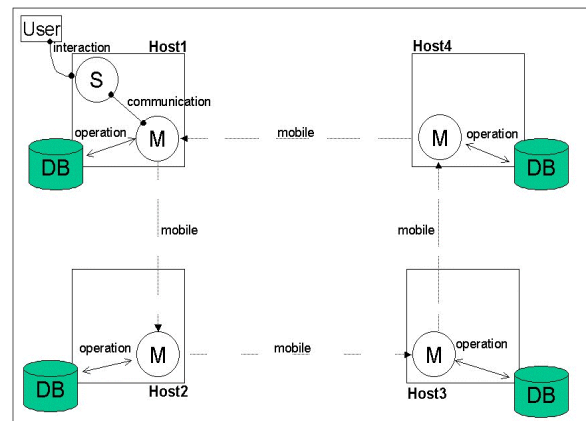 User
interaction
Host1
Host4
S
communication
operation
M
mobile
M
operation
DB
DB
mobile
mobile
operation
M
mobile
M
operation
DB
Host2
Host3
DB